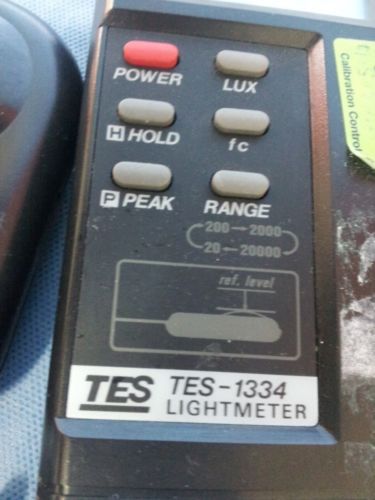 POWER LUX
H HOLD fc
P PEAK RANGE
200→2000
20←20000
ref. level
TES TES-1334
LIGHTMETER
Calibration Control